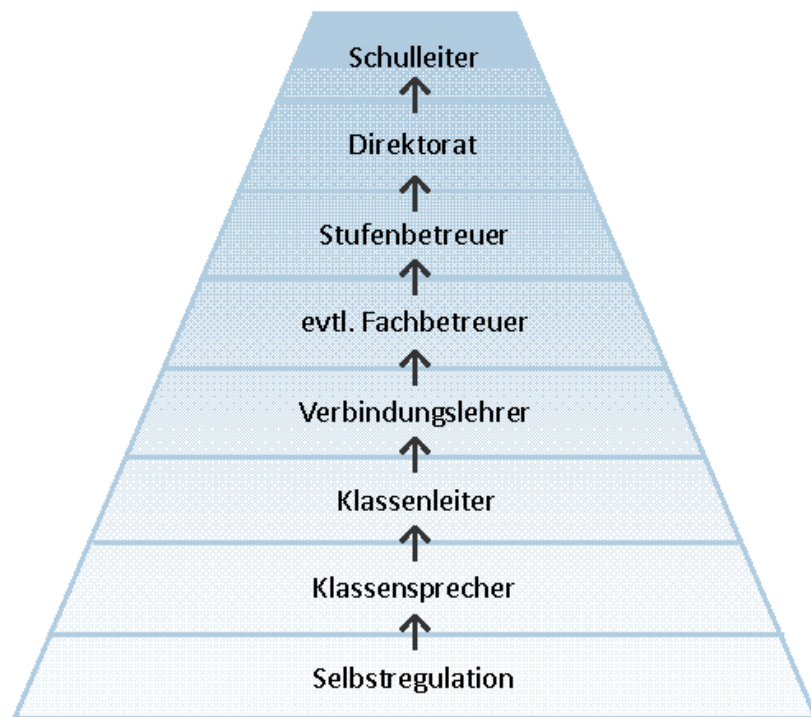 Schulleiter
Direktorat
Stufenbetreuer
evtl. Fachbetreuer
Verbindungslehrer
Klassenleiter
Klassensprecher
Selbstregulation